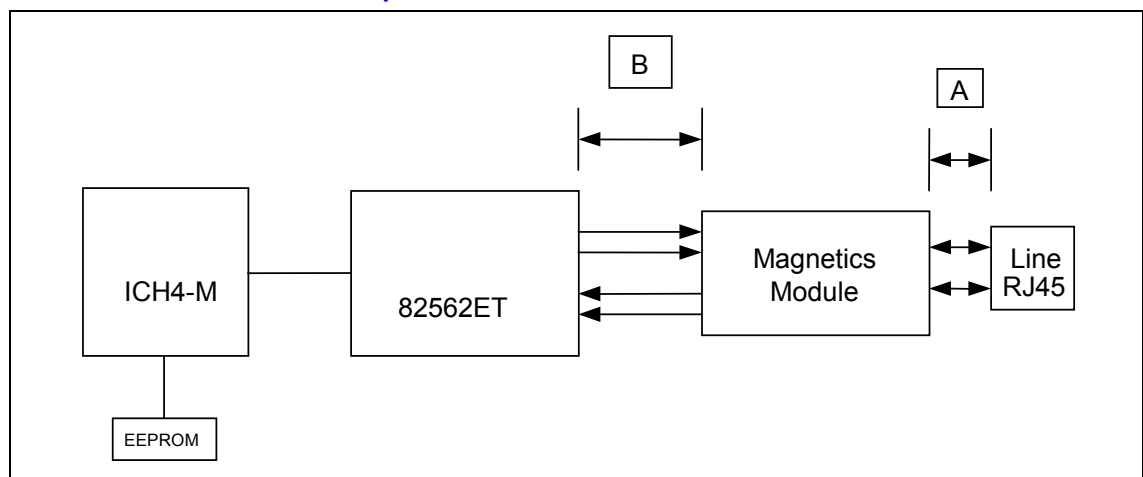 B
A
ICH4-M
82562ET
Magnetics
Module
Line
RJ45
EEPROM